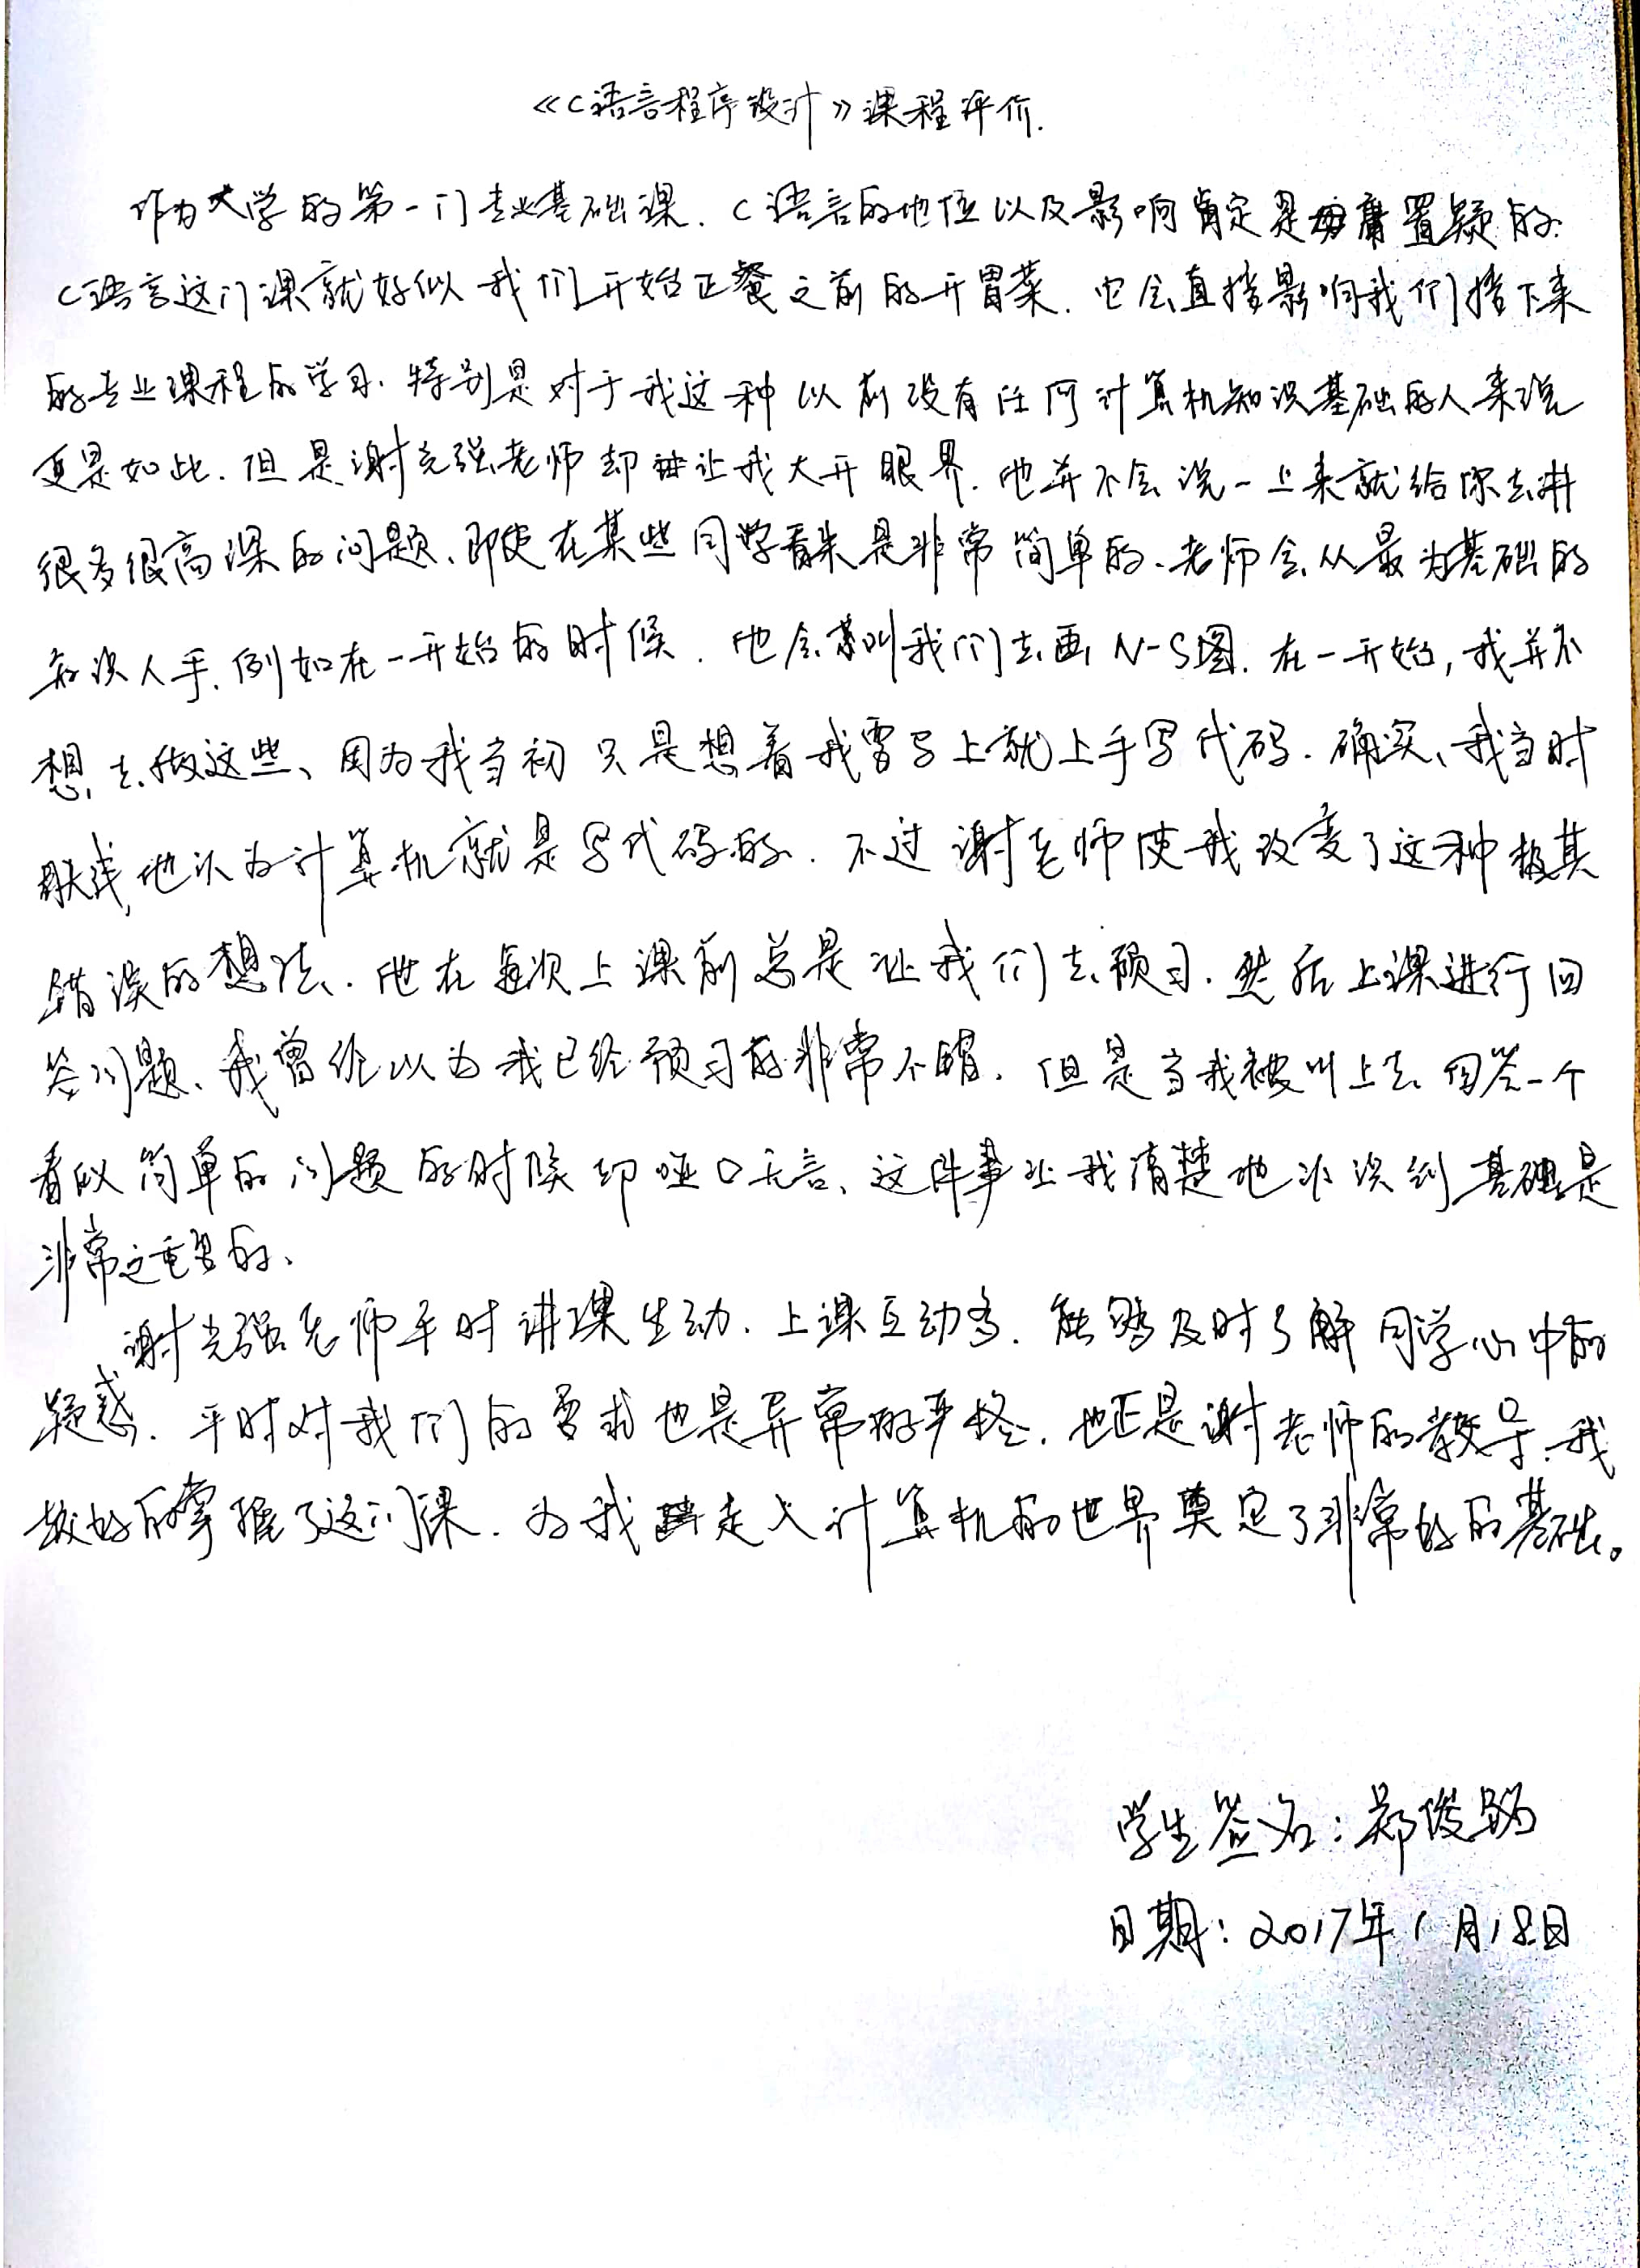 《C语言程序设计》课程评价.
作为大学的第一门专业基础课. C语言的地位以及影响肯定是毋庸置疑的.
C语言这门课就好似我们开始正餐之前的开胃菜. 它会直接影响我们接下来
的专业课程的学习. 特别是对于我这种以前没有任何计算机知识基础的人来说
更是如此. 但是谢光强老师却让我大开眼界. 他并不会说一上来就给你去讲
很多很高深的问题、即使在某些同学看来是非常简单的、老师会从最为基础的
知识入手. 例如在一开始的时候. 他会叫我们去画N-S图. 在一开始, 我并不
想去做这些、因为我当初只是想着我要马上就上手写代码. 确实、我当时
肤浅地认为计算机就是写代码的. 不过谢老师使我改变了这种极其
错误的想法. 他在每次上课前总是让我们去预习. 然后上课进行回
答问题、我曾经以为我已经预习的非常不错. 但是当我被叫上去回答一个
看似简单的问题的时候却哑口无言、这件事让我清楚地认识到基础是
非常之重要的、
谢光强老师平时讲课生动. 上课互动多. 能够及时了解同学心中的
疑惑. 平时对我们的要求也是异常的严格. 也正是谢老师的教导. 我
较好的掌握了这门课. 为我走入计算机的世界奠定了非常好的基础。
学生签名: 郑俊
日期: 2017年1月18日